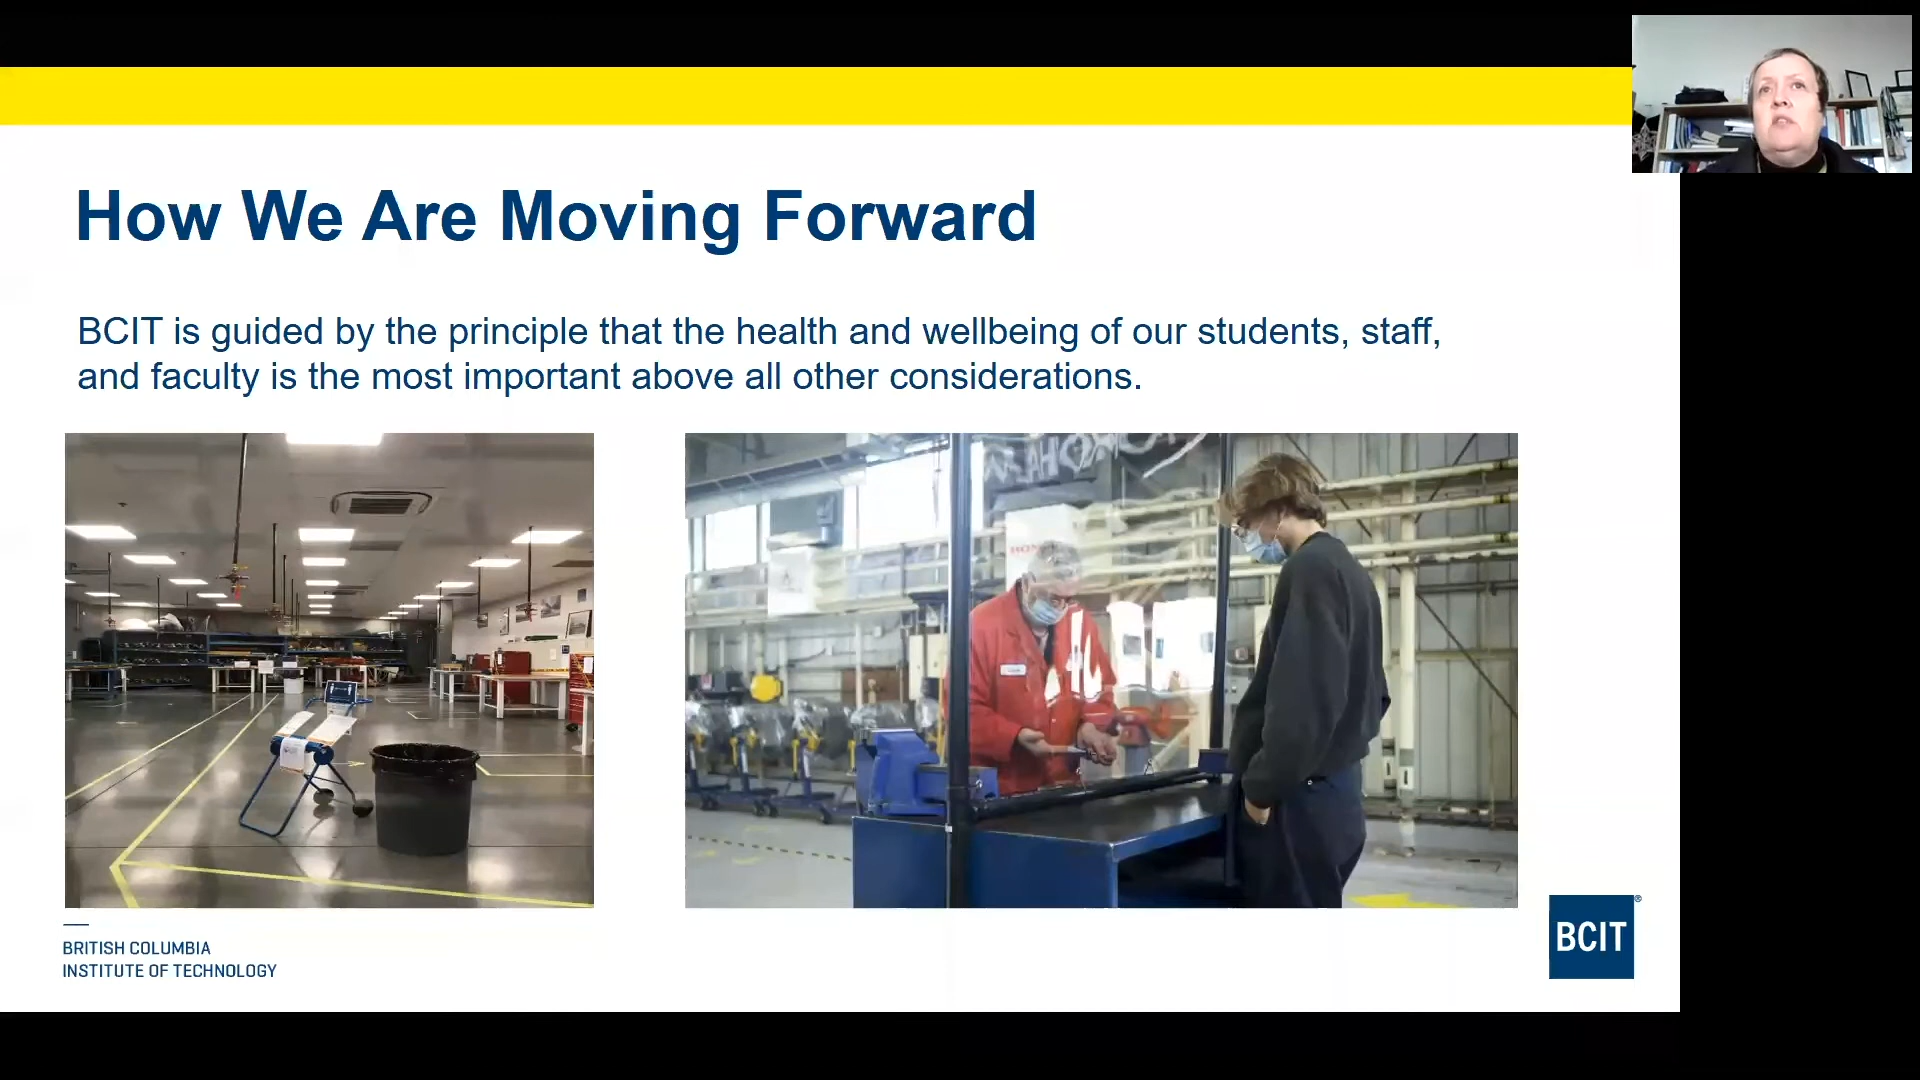 How We Are Moving Forward
BCIT is guided by the principle that the health and wellbeing of our students, staff,
and faculty is the most important above all other considerations.
BRITISH COLUMBIA
INSTITUTE OF TECHNOLOGY
BCIT